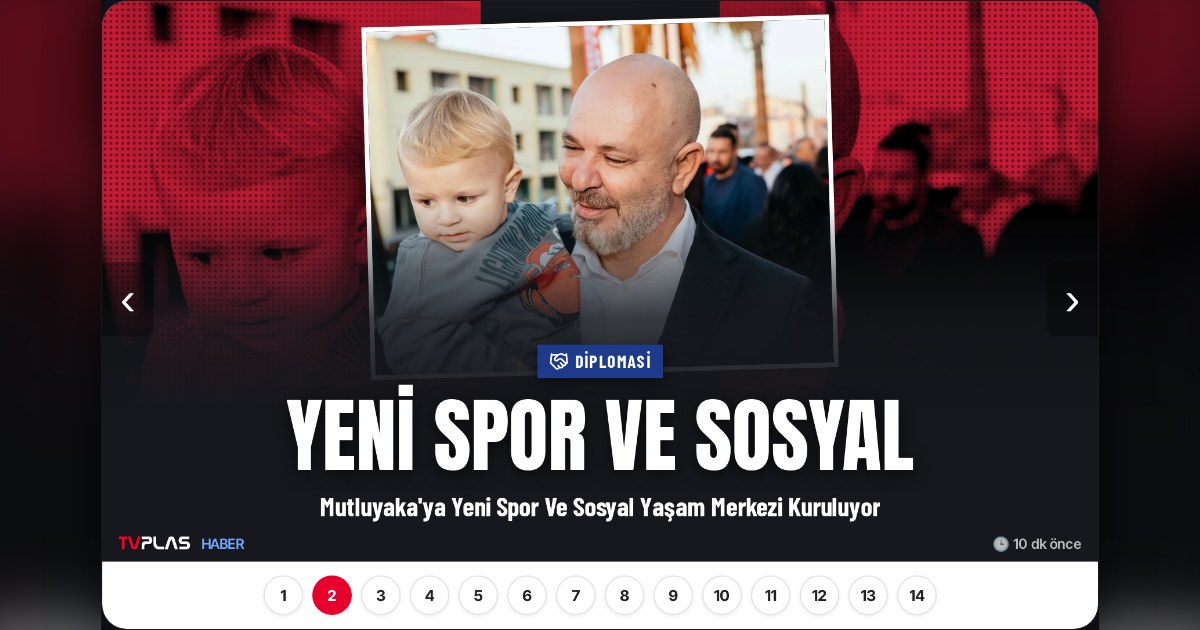 LIGHTNING
DİPLOMASİ
YENİ SPOR VE SOSYAL
Mutluyaka'ya Yeni Spor Ve Sosyal Yaşam Merkezi Kuruluyor
TVPLAS HABER
10 dk önce
1 2 3 4 5 6 7 8 9 10 11 12 13 14